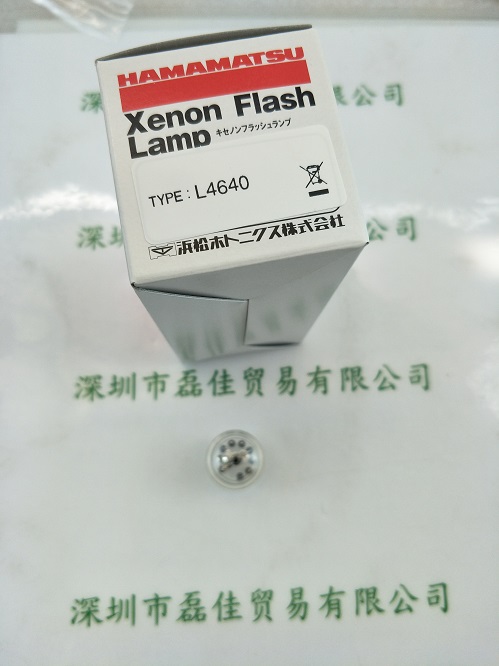 HAMAMATSU
Xenon Flash
Lamp キセノンフラッシュランプ
TYPE: L4640
浜松ホトニクス株式会社
深圳市磊佳贸易有限公司
深圳市磊佳贸易有限公司
深圳市磊佳贸易有限公司
深圳市磊佳贸易有限公司